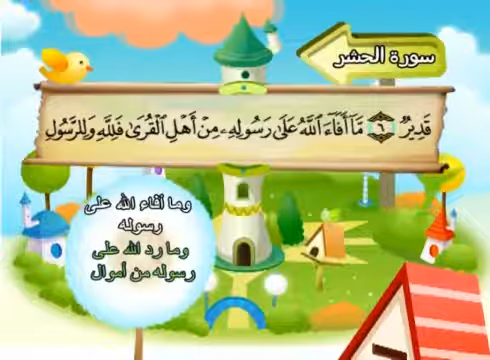 سورة الحشر
قَدِيرٌ ٦ مَّآ أَفَآءَ ٱللَّهُ عَلَىٰ رَسُولِهِۦ مِنْ أَهْلِ ٱلْقُرَىٰ فَلِلَّهِ وَلِلرَّسُولِ
وما أفاء الله على
رسوله
وما رد الله على
رسوله من أموال